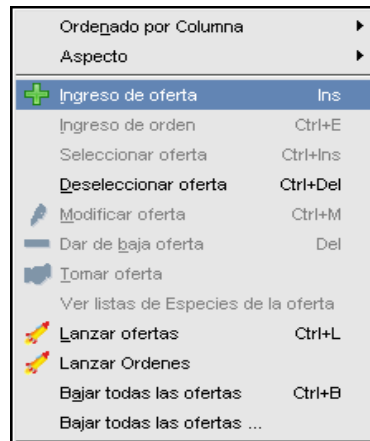 Ordenado por Columna
Aspecto
Ingreso de oferta Ins
Ingreso de orden Ctrl+E
Seleccionar oferta Ctrl+Ins
Deseleccionar oferta Ctrl+Del
Modificar oferta Ctrl+M
Dar de baja oferta Del
Tomar oferta
Ver listas de Especies de la oferta
Lanzar ofertas Ctrl+L
Lanzar Ordenes
Bajar todas las ofertas Ctrl+B
Bajar todas las ofertas ...